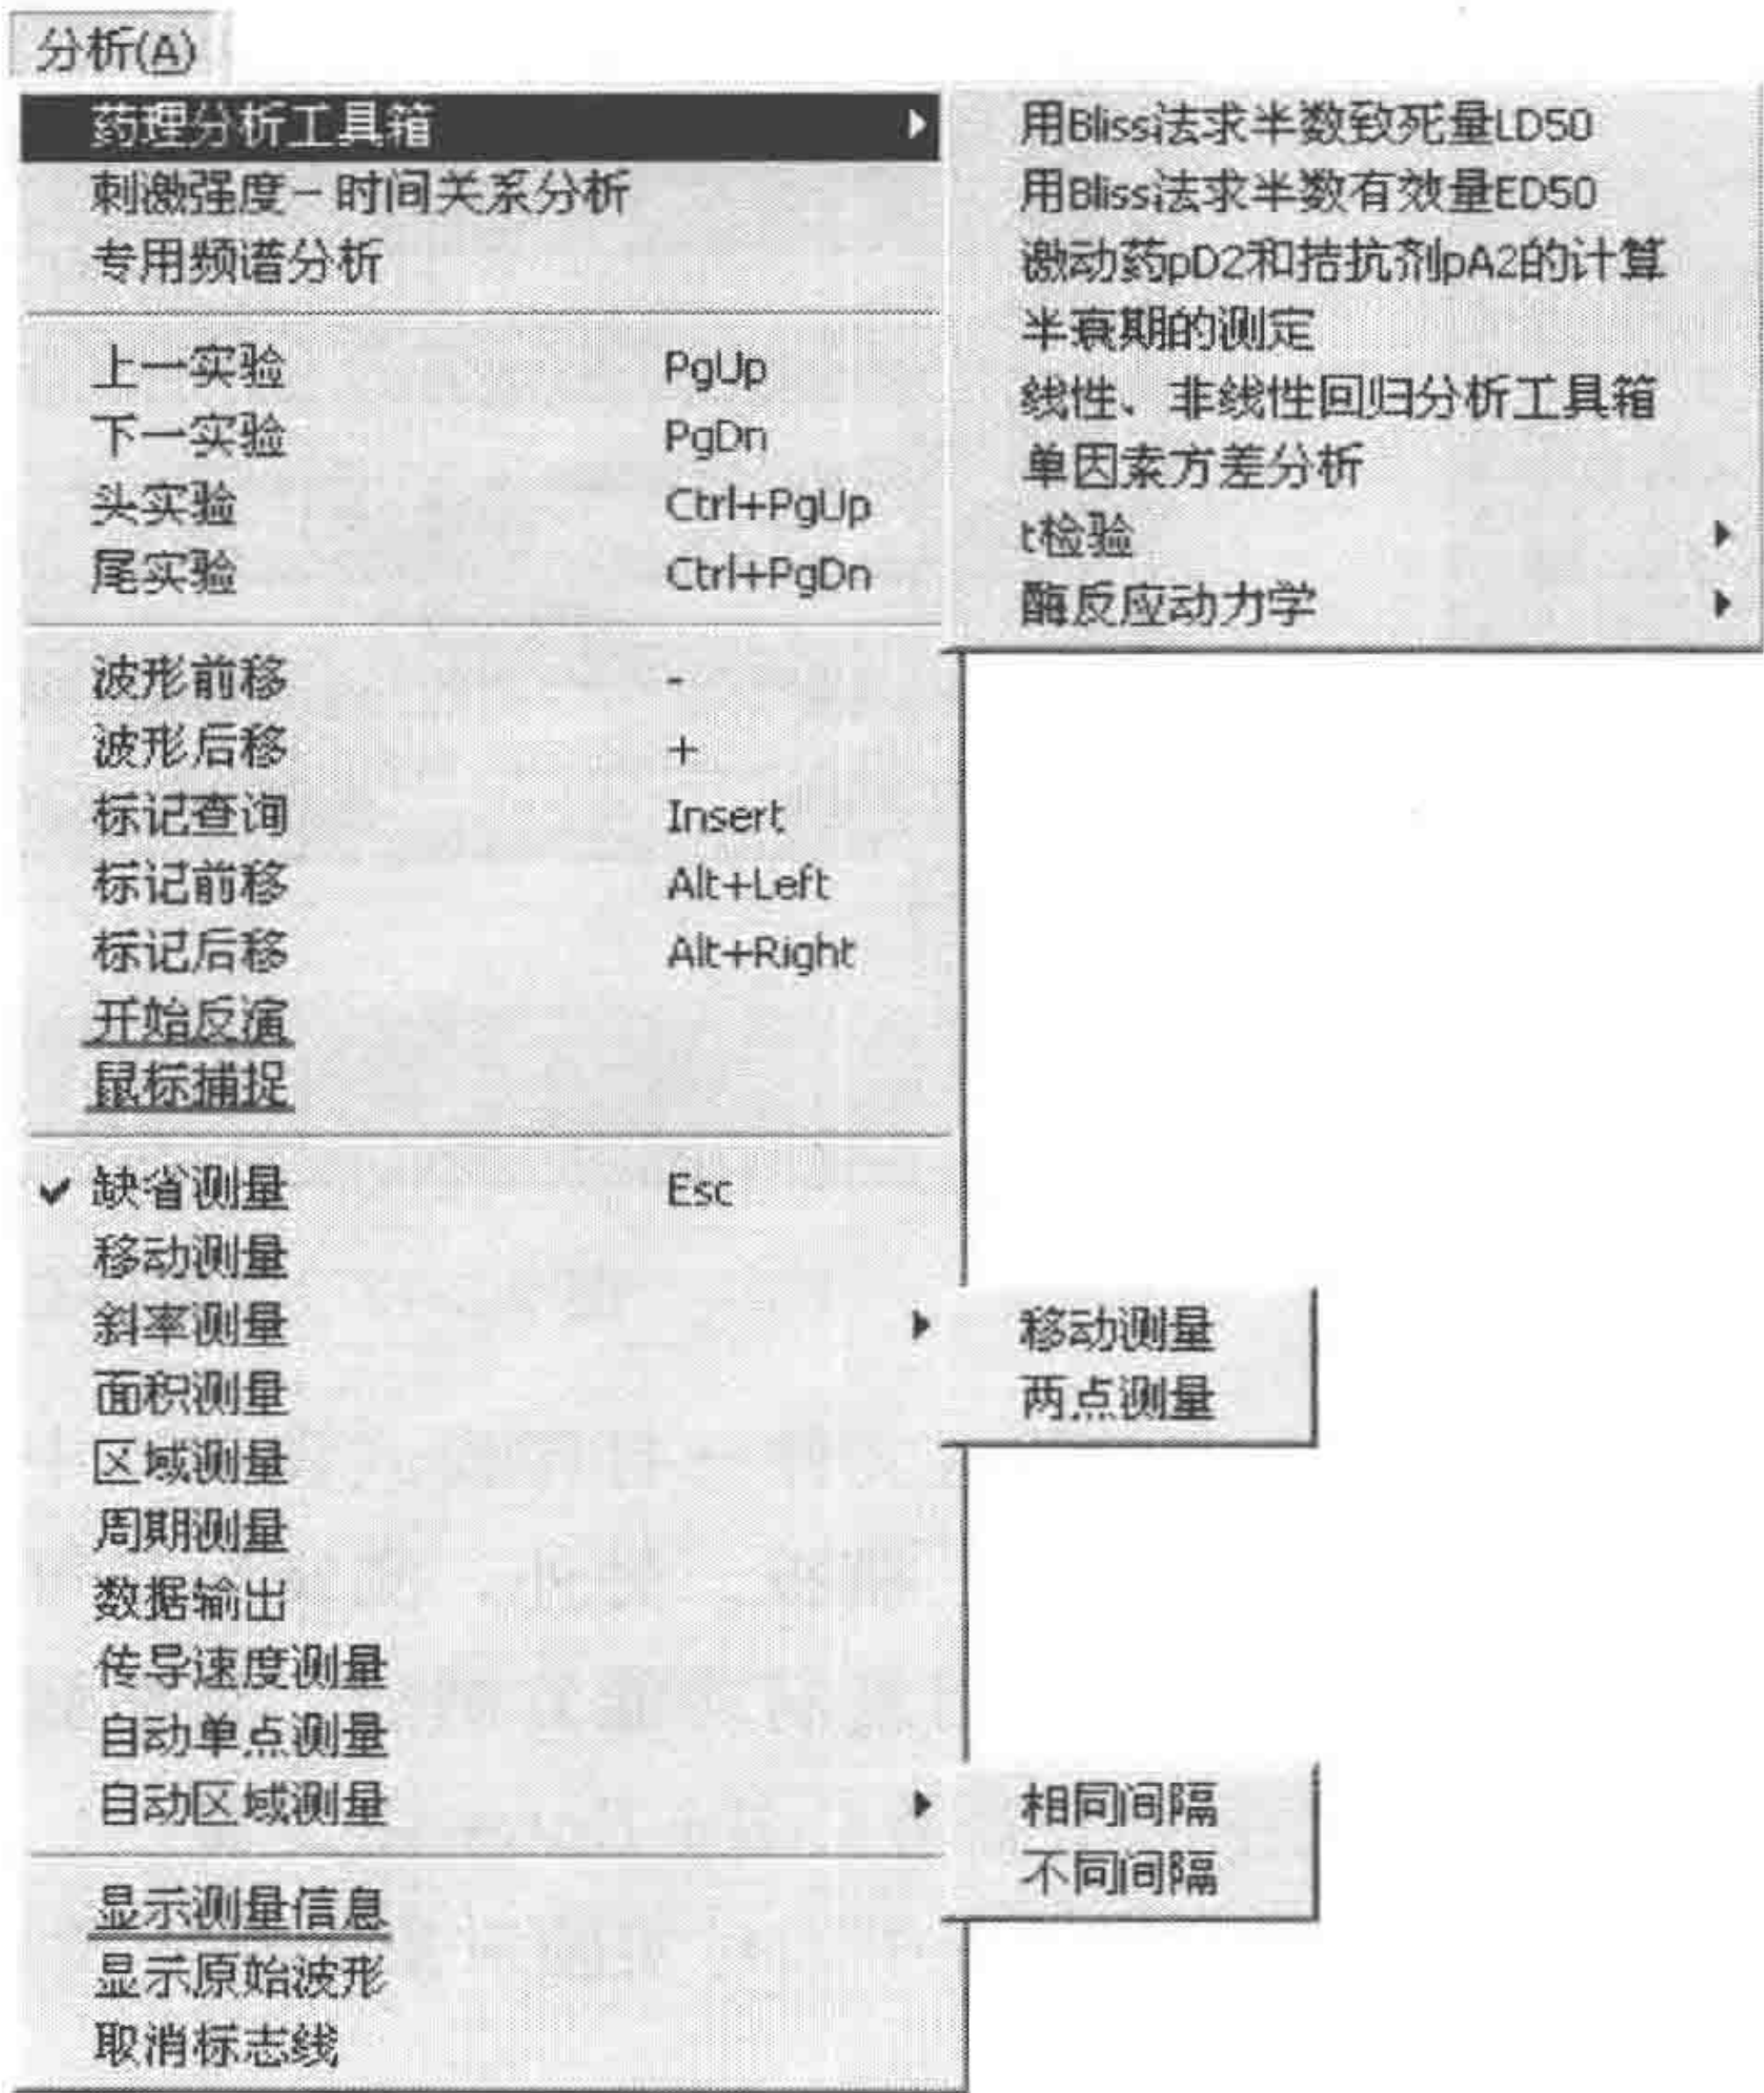 分析(A)
药理分析工具箱
刺激强度-时间关系分析
专用频谱分析
上一实验 PgUp
下一实验 PgDn
头实验 Ctrl+PgUp
尾实验 Ctrl+PgDn
波形前移 -
波形后移 +
标记查询 Insert
标记前移 Alt+Left
标记后移 Alt+Right
开始反演
鼠标捕捉
缺省测量 Esc
移动测量
斜率测量
面积测量
区域测量
周期测量
数据输出
传导速度测量
自动单点测量
自动区域测量
显示测量信息
显示原始波形
取消标志线
用Bliss法求半数致死量LD50
用Bliss法求半数有效量ED50
激动药pD2和拮抗剂pA2的计算
半衰期的测定
线性、非线性回归分析工具箱
单因素方差分析
t检验
酶反应动力学
移动测量
两点测量
相同间隔
不同间隔